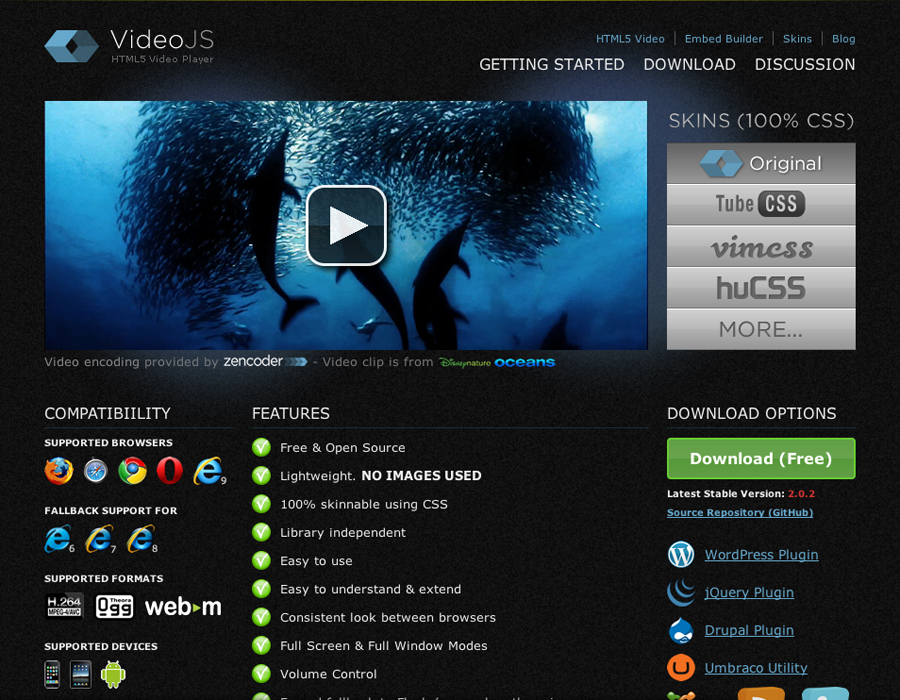 VideoJS
HTML5 Video Player
HTML5 Video | Embed Builder | Skins | Blog
GETTING STARTED DOWNLOAD DISCUSSION
SKINS (100% CSS)
Original
Tube CSS
vimcss
huCSS
MORE...
Video encoding provided by zencoder - Video clip is from Disneynature oceans
COMPATIBIILITY
SUPPORTED BROWSERS
9
FALLBACK SUPPORT FOR
6 7 8
SUPPORTED FORMATS
H.264 MPEG-4/AVC Theora Ogg webm
SUPPORTED DEVICES
FEATURES
Free & Open Source
Lightweight. NO IMAGES USED
100% skinnable using CSS
Library independent
Easy to use
Easy to understand & extend
Consistent look between browsers
Full Screen & Full Window Modes
Volume Control
DOWNLOAD OPTIONS
Download (Free)
Latest Stable Version: 2.0.2
Source Repository (GitHub)
WordPress Plugin
jQuery Plugin
Drupal Plugin
Umbraco Utility